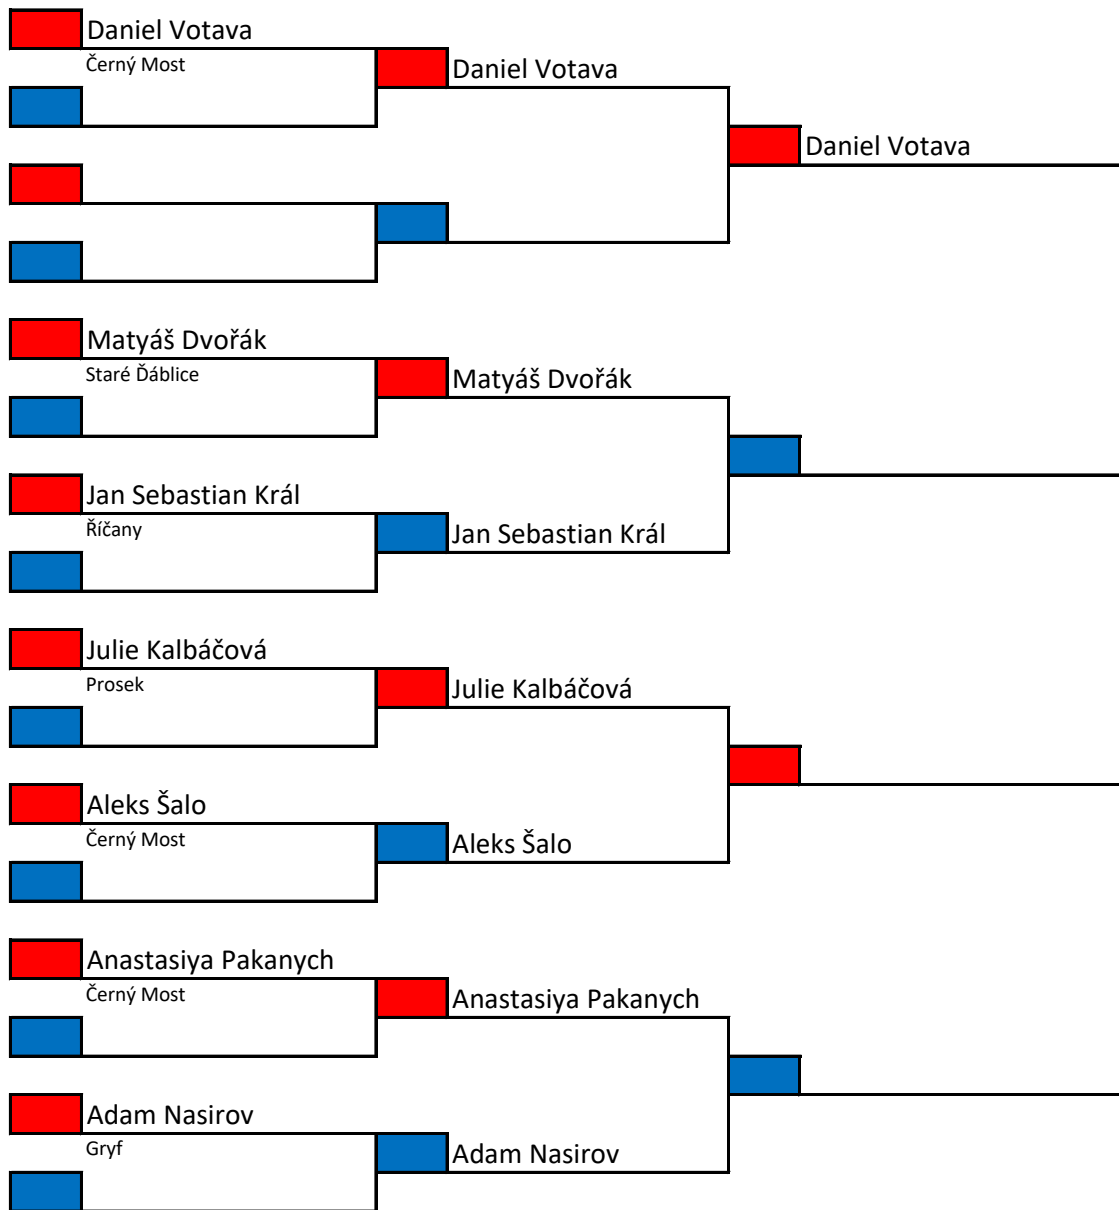 Daniel Votava
Černý Most
Daniel Votava
Daniel Votava
Matyáš Dvořák
Staré Ďáblice
Matyáš Dvořák
Jan Sebastian Král
Říčany
Jan Sebastian Král
Julie Kalbáčová
Prosek
Julie Kalbáčová
Aleks Šalo
Černý Most
Aleks Šalo
Anastasiya Pakanych
Černý Most
Anastasiya Pakanych
Adam Nasirov
Gryf
Adam Nasirov